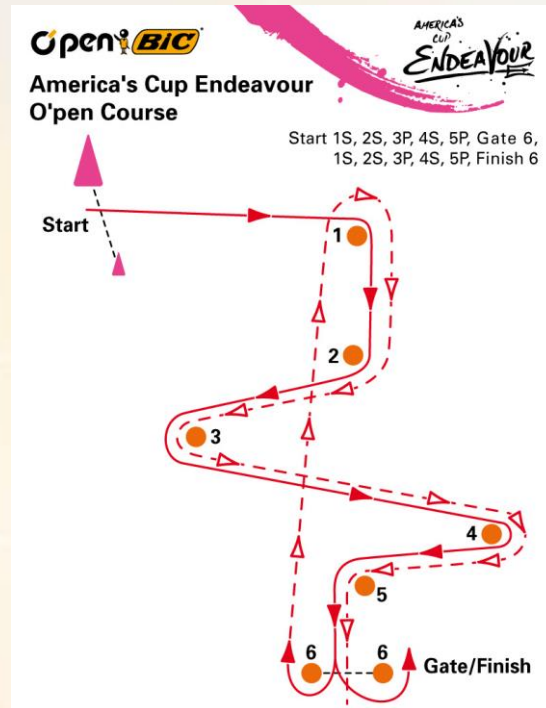 O'pen BIC
AMERICA'S
CUP
ENDEAVOUR
America's Cup Endeavour
O'pen Course
Start 1S, 2S, 3P, 4S, 5P, Gate 6,
1S, 2S, 3P, 4S, 5P, Finish 6
Start
1
2
3
4
5
6 6
Gate/Finish